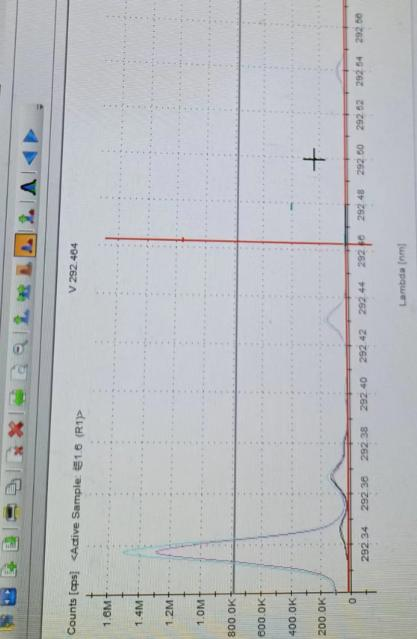 Counts [cps] <Active Sample: 铝1.6 (R1)>
V 292.464
1.6M
1.4M
1.2M
1.0M
800.0K
600.0K
400.0K
200.0K
0
292.34
292.36
292.38
292.40
292.42
292.44
292.46
292.48
292.50
292.52
292.54
292.56
Lambda [nm]